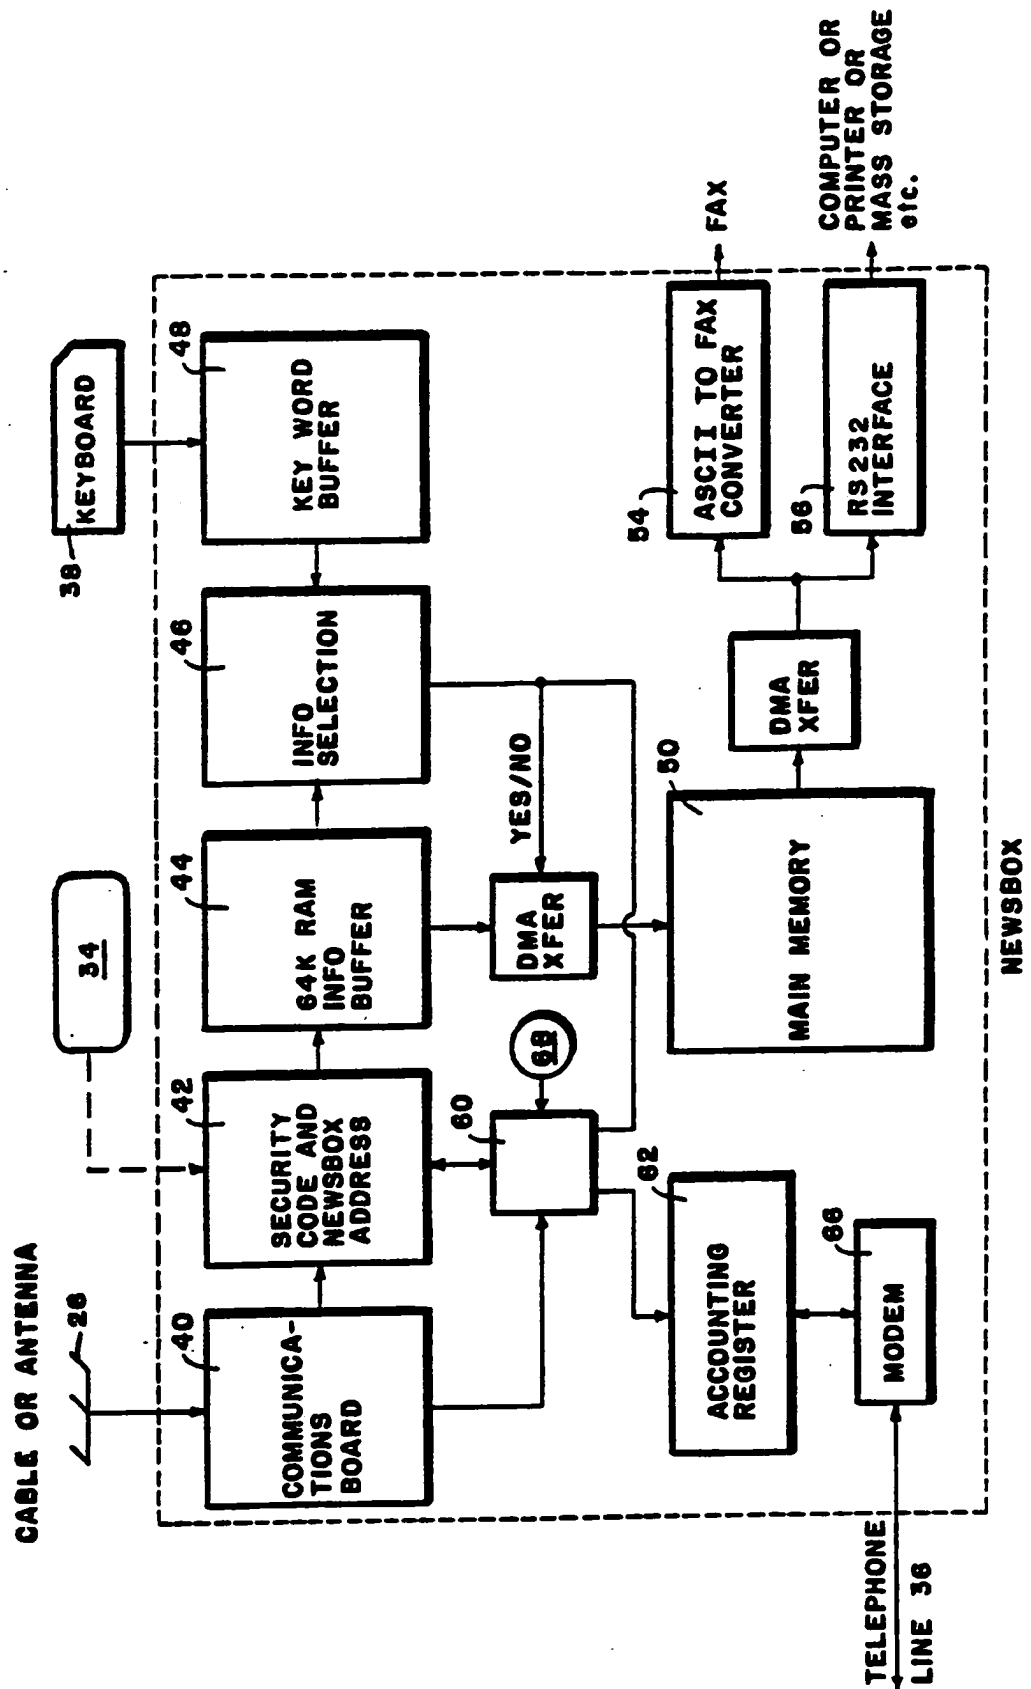 CABLE OR ANTENNA
26
34
38
KEYBOARD
40
COMMUNICA-
TIONS
BOARD
42
SECURITY
CODE AND
NEWSBOX
ADDRESS
44
64K RAM
INFO
BUFFER
46
INFO
SELECTION
48
KEY WORD
BUFFER
60
68
DMA
XFER
YES/NO
62
ACCOUNTING
REGISTER
66
MODEM
TELEPHONE
LINE 36
50
MAIN MEMORY
DMA
XFER
54
ASCII TO FAX
CONVERTER
FAX
56
RS232
INTERFACE
COMPUTER OR
PRINTER OR
MASS STORAGE
etc.
NEWSBOX